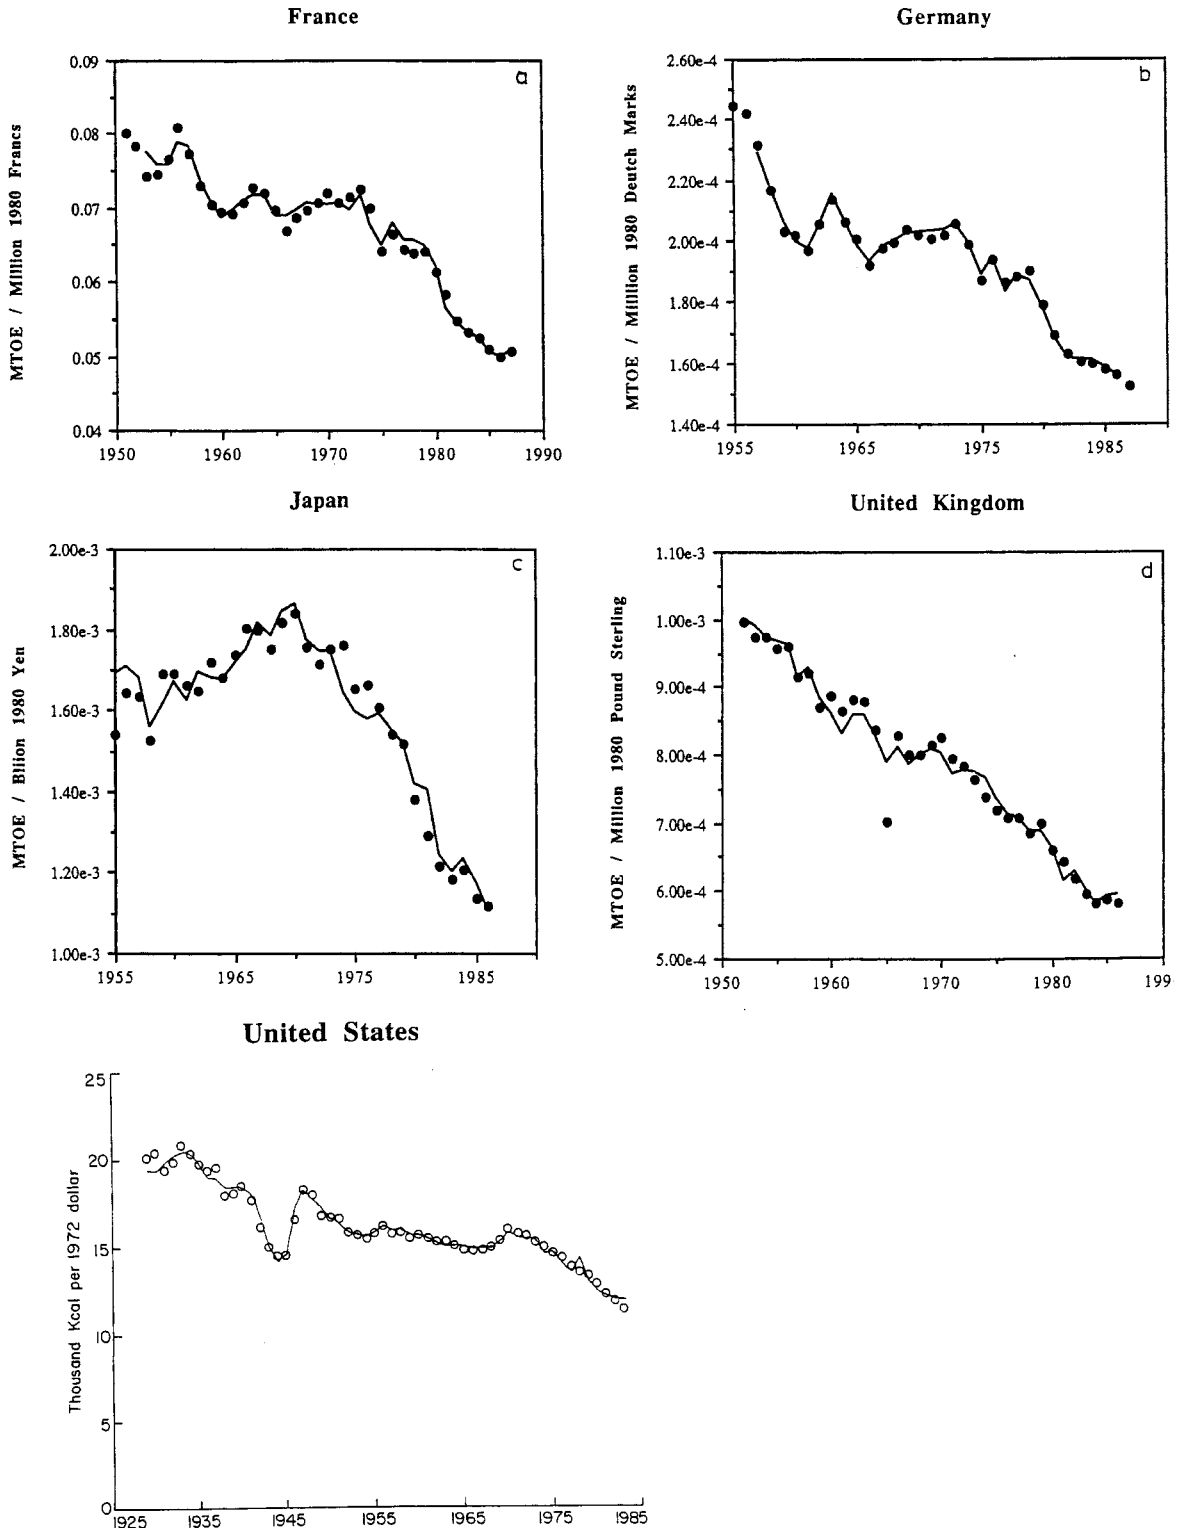 France
Germany
a
b
MTOE / Million 1980 Francs
0.09
0.08
0.07
0.06
0.05
0.04
1950
1960
1970
1980
1990
MTOE / Milllion 1980 Deutch Marks
2.60e-4
2.40e-4
2.20e-4
2.00e-4
1.80e-4
1.60e-4
1.40e-4
1955
1965
1975
1985
Japan
United Kingdom
c
d
MTOE / Bliion 1980 Yen
2.00e-3
1.80e-3
1.60e-3
1.40e-3
1.20e-3
1.00e-3
1955
1965
1975
1985
MTOE / Million 1980 Pound Sterling
1.10e-3
1.00e-3
9.00e-4
8.00e-4
7.00e-4
6.00e-4
5.00e-4
1950
1960
1970
1980
199
United States
Thousand Kcal per 1972 dollar
25
20
15
10
5
0
1925
1935
1945
1955
1965
1975
1985